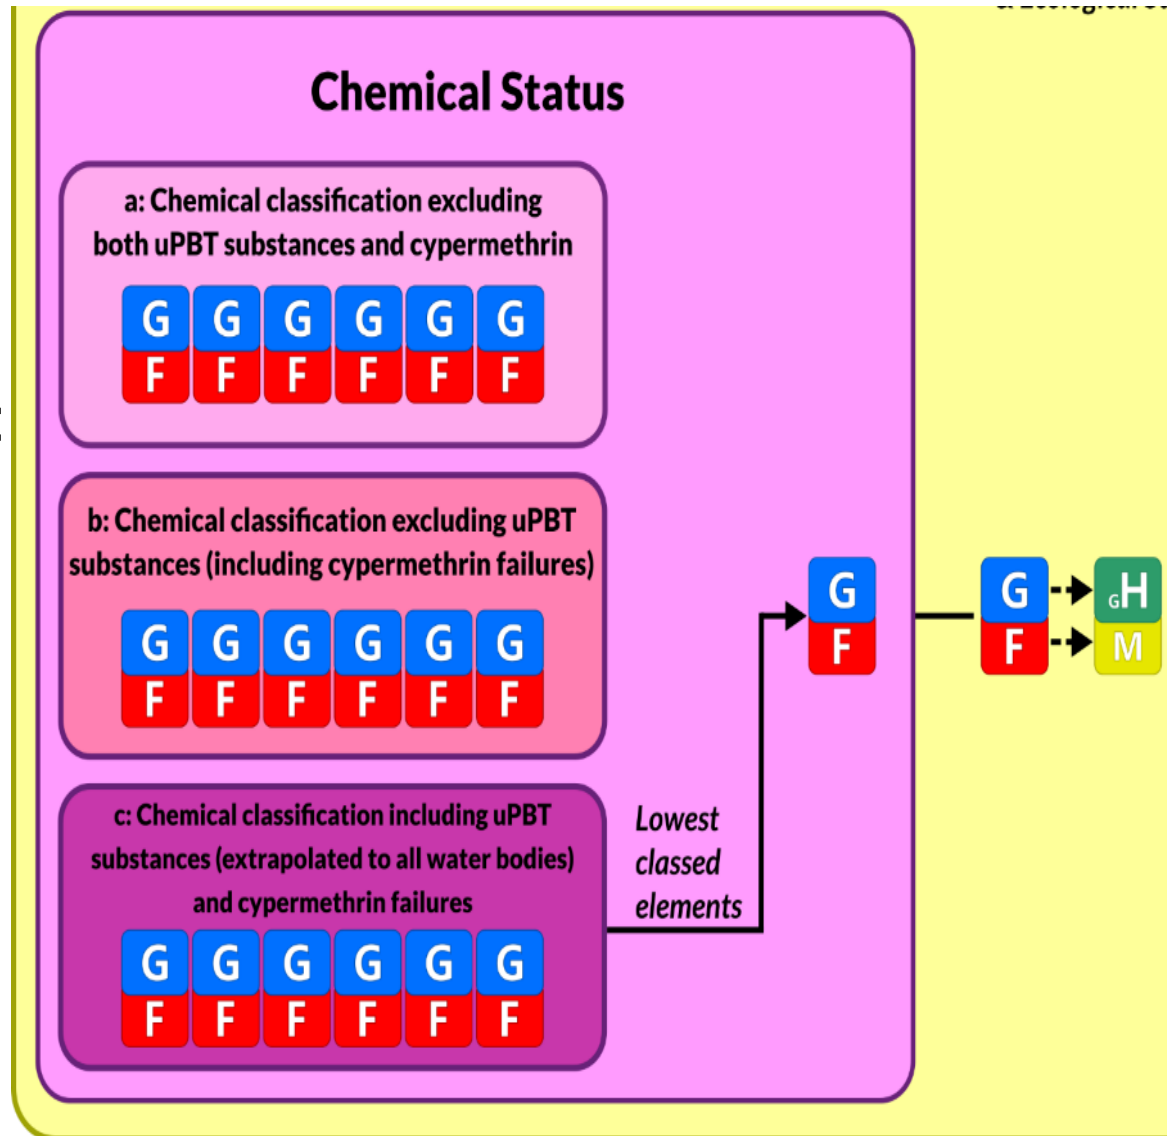 Chemical Status
a: Chemical classification excluding
both uPBT substances and cypermethrin
G G G G G G
F F F F F F
b: Chemical classification excluding uPBT
substances (including cypermethrin failures)
G G G G G G
F F F F F F
c: Chemical classification including uPBT
substances (extrapolated to all water bodies)
and cypermethrin failures
G G G G G G
F F F F F F
Lowest
classed
elements
G
F
G
F
GH
M